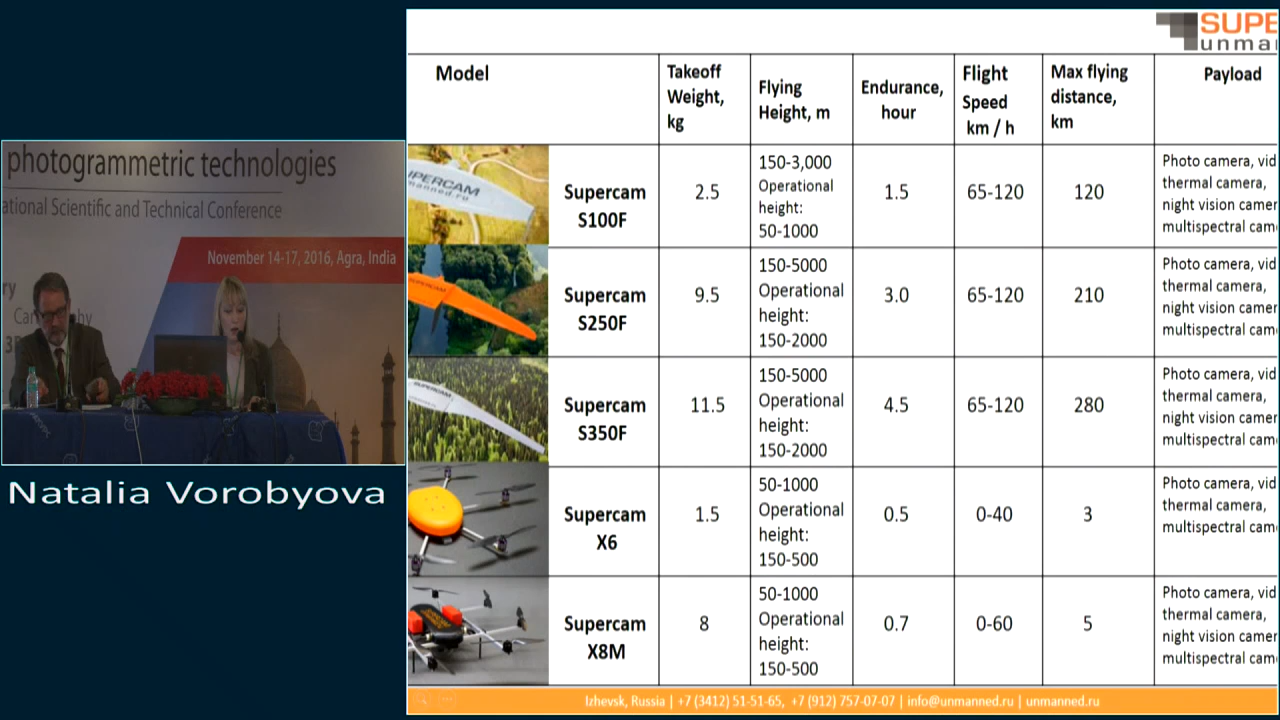 SUPE
unma
Model
Takeoff
Weight,
kg
Flying
Height, m
Endurance,
hour
Flight
Speed
km / h
Max flying
distance,
km
Payload
SUPERCAM
unmanned.ru
Supercam
S100F
2.5
150-3,000
Operational
height:
50-1000
1.5
65-120
120
Photo camera, vid
thermal camera,
night vision camer
multispectral cam
Supercam
S250F
9.5
150-5000
Operational
height:
150-2000
3.0
65-120
210
Photo camera, vid
thermal camera,
night vision camer
multispectral cam
SUPERCAM
Supercam
S350F
11.5
150-5000
Operational
height:
150-2000
4.5
65-120
280
Photo camera, vid
thermal camera,
night vision camer
multispectral cam
Supercam
X6
1.5
50-1000
Operational
height:
150-500
0.5
0-40
3
Photo camera, vid
thermal camera,
multispectral cam
Supercam
X8M
8
50-1000
Operational
height:
150-500
0.7
0-60
5
Photo camera, vid
thermal camera,
night vision camer
multispectral cam
Izhevsk, Russia | +7 (3412) 51-51-65, +7 (912) 757-07-07 | info@unmanned.ru | unmanned.ru
photogrammetric technologies
ational Scientific and Technical Conference
November 14-17, 2016, Agra, India
ry
Natalia Vorobyova